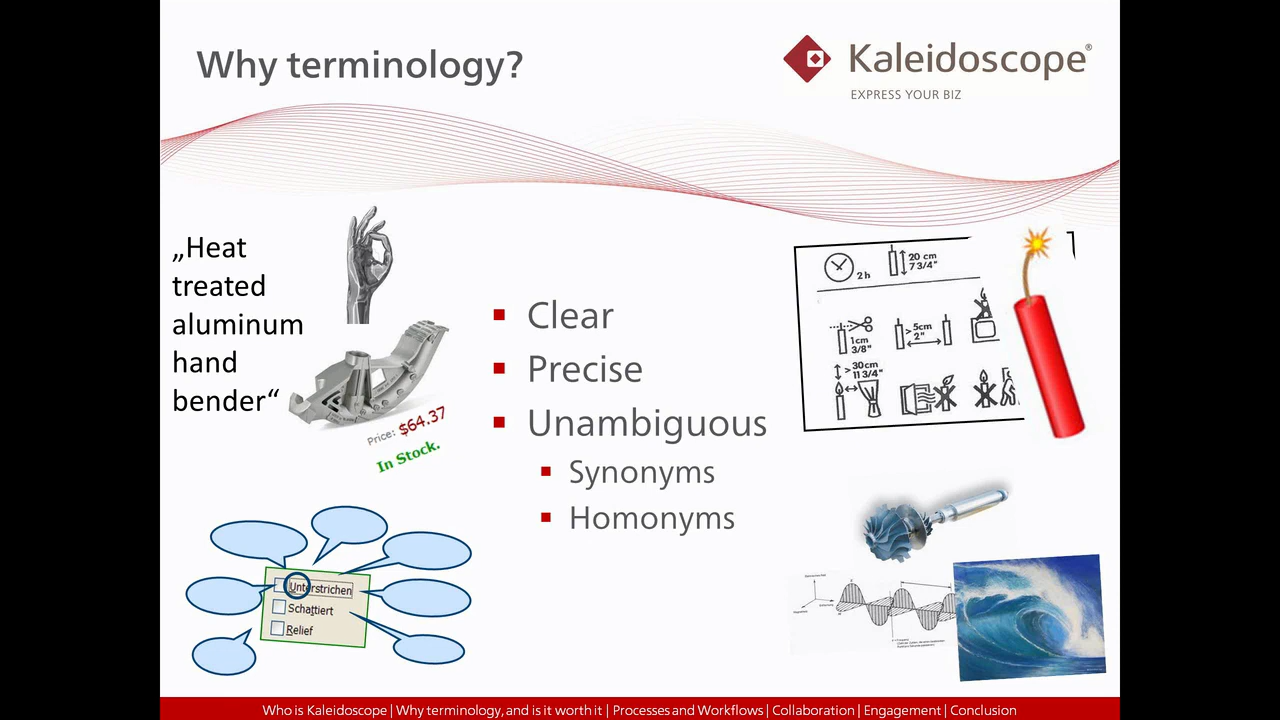 Why terminology?
Kaleidoscope®
EXPRESS YOUR BIZ
„Heat
treated
aluminum
hand
bender“
Price: $64.37
In Stock.
Clear
Precise
Unambiguous
Synonyms
Homonyms
2 h
20 cm
7 3/4"
1cm
3/8"
>5cm
2"
>30cm
11 3/4"
Unterstrichen
Schattiert
Relief
Who is Kaleidoscope | Why terminology, and is it worth it | Processes and Workflows | Collaboration | Engagement | Conclusion